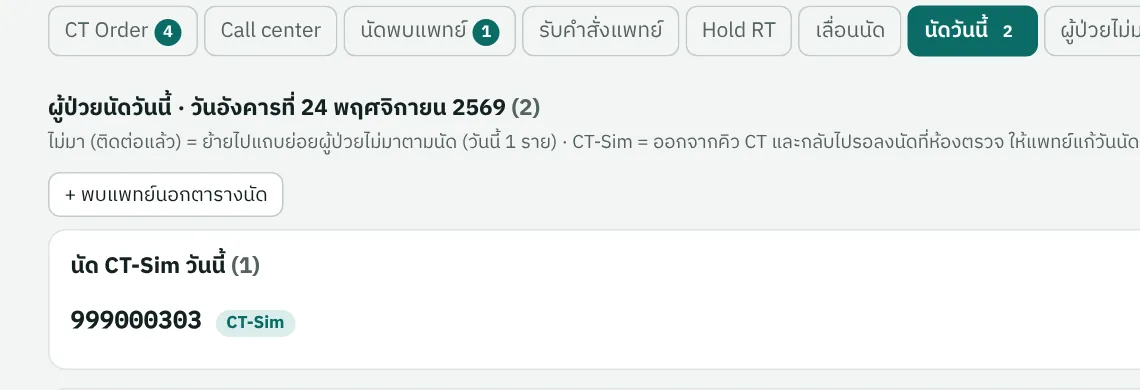 CT Order 4 Call center นัดพบแพทย์ 1 รับคำสั่งแพทย์ Hold RT เลื่อนนัด นัดวันนี้ 2
ผู้ป่วยนัดวันนี้ · วันอังคารที่ 24 พฤศจิกายน 2569 (2)
ไม่มา (ติดต่อแล้ว) = ย้ายไปแถบย่อยผู้ป่วยไม่มาตามนัด (วันนี้ 1 ราย) · CT-Sim = ออกจากคิว CT และกลับไปรอลงนัดที่ห้องตรวจ ให้แพทย์แก้วันนัด
+ พบแพทย์นอกตารางนัด
นัด CT-Sim วันนี้ (1)
999000303 CT-Sim